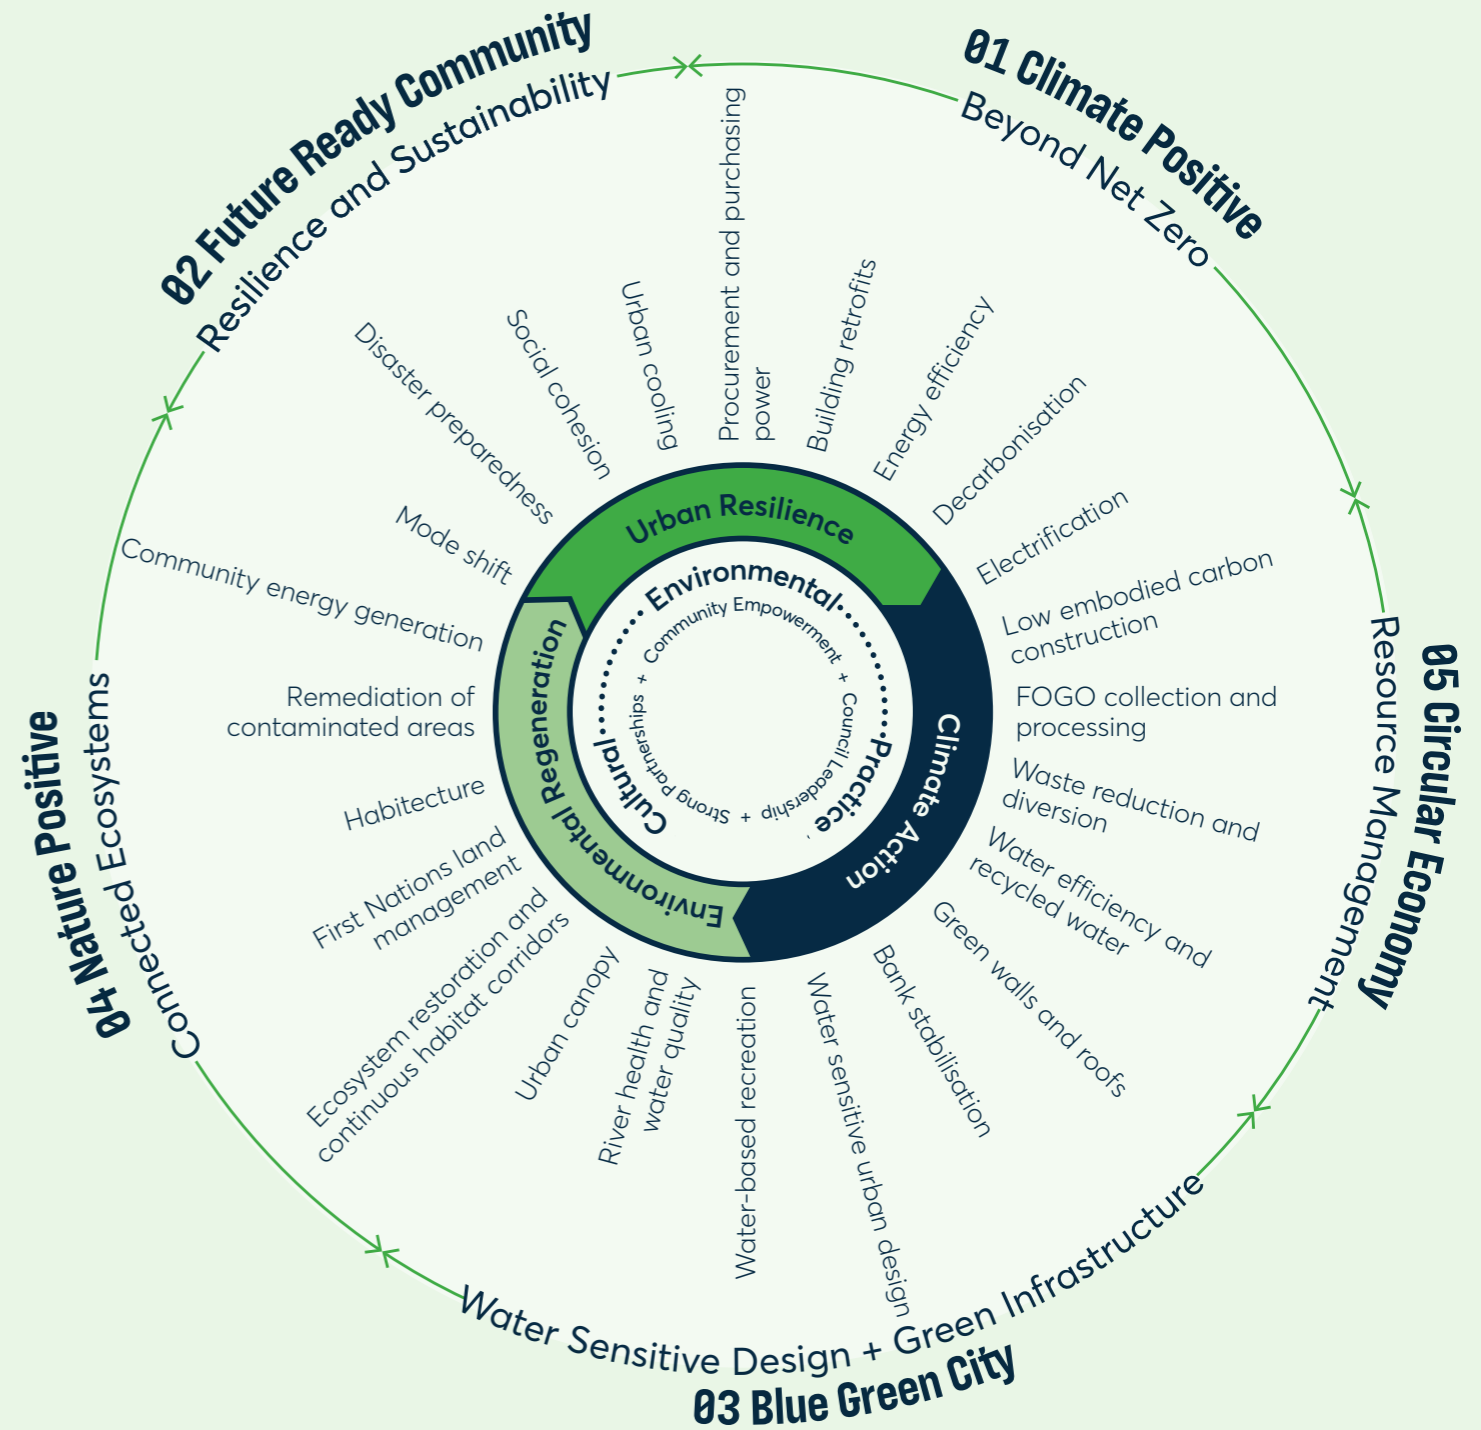 01 Climate Positive
Beyond Net Zero
05 Circular Economy
Resource Management
03 Blue Green City
Water Sensitive Design + Green Infrastructure
04 Nature Positive
Connected Ecosystems
02 Future Ready Community
Resilience and Sustainability
Procurement and purchasing
power
Building retrofits
Energy efficiency
Decarbonisation
Electrification
Low embodied carbon
construction
FOGO collection and
processing
Waste reduction and
diversion
Water efficiency and
recycled water
Green walls and roofs
Bank stabilisation
Water sensitive urban design
Water-based recreation
River health and
water quality
Urban canopy
Ecosystem restoration and
continuous habitat corridors
First Nations land
management
Habitecture
Remediation of
contaminated areas
Community energy generation
Mode shift
Disaster preparedness
Social cohesion
Urban cooling
Urban Resilience
Climate Action
Environmental Regeneration
Environmental
Practice
Cultural
Community Empowerment + Council Leadership + Strong Partnerships +